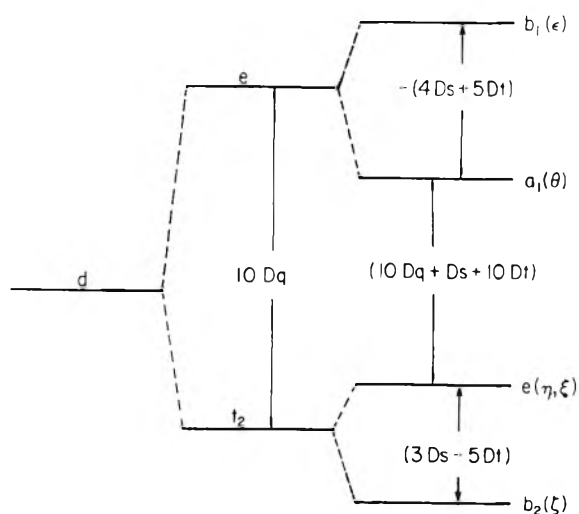 b₁(ϵ)
e
-(4Ds+5Dt)
a₁(θ)
d
10 Dq
(10 Dq + Ds + 10 Dt)
e(η,ξ)
t₂
(3Ds-5Dt)
b₂(ζ)